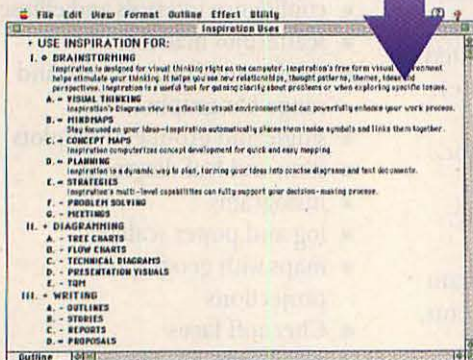 File Edit View Format Outline Effect Utility
Inspiration Uses
• USE INSPIRATION FOR:
I. + BRAINSTORMING
Inspiration is designed for visual thinking right on the computer. Inspiration's free form visual environment
helps stimulate your thinking. It helps you see new relationships, thought patterns, themes, ideas and
perspectives. Inspiration is a useful tool for gaining clarity about problems or when exploring specific issues.
A. - VISUAL THINKING
Inspiration's Diagram view is a flexible visual environment that can powerfully enhance your work process.
B. - MINDMAPS
Stay focused on your ideas--Inspiration automatically places the new idea symbols and links them together.
C. - CONCEPT MAPS
Inspiration computerizes concept development for quick and easy mapping.
D. - PLANNING
Inspiration is a dynamic way to plan, turning your ideas into concise diagrams and text documents.
E. - STRATEGIES
Inspiration's multi-level capabilities can fully support your decision-making process.
F. - PROBLEM SOLVING
G. - MEETINGS
II. + DIAGRAMMING
A. - TREE CHARTS
B. - FLOW CHARTS
C. - TECHNICAL DIAGRAMS
D. - PRESENTATION VISUALS
E. - TQM
III. + WRITING
A. - OUTLINES
B. - STORIES
C. - REPORTS
D. - PROPOSALS
Outline